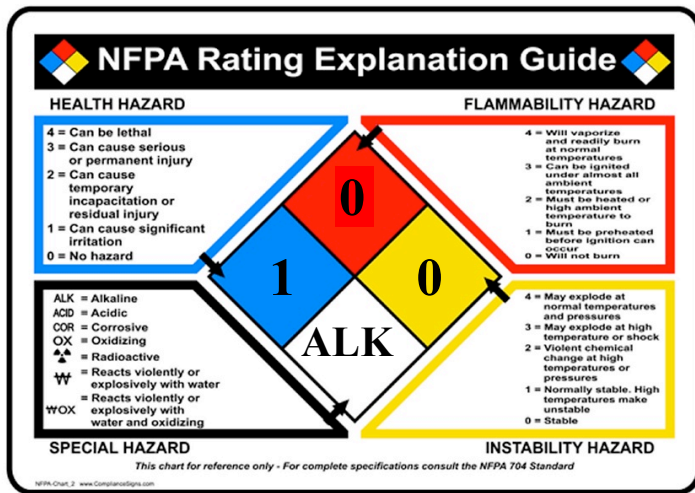 NFPA Rating Explanation Guide
HEALTH HAZARD
4 = Can be lethal
3 = Can cause serious
or permanent injury
2 = Can cause
temporary
incapacitation or
residual injury
1 = Can cause significant
irritation
0 = No hazard
FLAMMABILITY HAZARD
4 = Will vaporize
and readily burn
at normal
temperatures
3 = Can be ignited
under almost all
ambient
temperatures
2 = Must be heated or
high ambient
temperature to
burn
1 = Must be preheated
before ignition can
occur
0 = Will not burn
0
1
0
ALK
ALK = Alkaline
ACID = Acidic
COR = Corrosive
OX = Oxidizing
= Radioactive
W = Reacts violently or
explosively with water
WOX = Reacts violently or
explosively with
water and oxidizing
SPECIAL HAZARD
4 = May explode at
normal temperatures
and pressures
3 = May explode at high
temperature or shock
2 = Violent chemical
change at high
temperatures or
pressures
1 = Normally stable. High
temperatures make
unstable
0 = Stable
INSTABILITY HAZARD
This chart for reference only - For complete specifications consult the NFPA 704 Standard
NFPA-Chart_2 www.ComplianceSigns.com